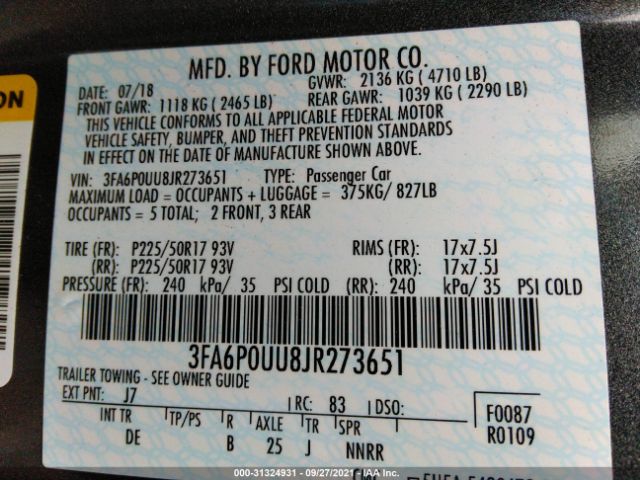 MFD. BY FORD MOTOR CO.
DATE: 07/18 GVWR: 2136 KG ( 4710 LB)
FRONT GAWR: 1118 KG ( 2465 LB) REAR GAWR: 1039 KG ( 2290 LB)
THIS VEHICLE CONFORMS TO ALL APPLICABLE FEDERAL MOTOR
VEHICLE SAFETY, BUMPER, AND THEFT PREVENTION STANDARDS
IN EFFECT ON THE DATE OF MANUFACTURE SHOWN ABOVE.
VIN: 3FA6P0UU8JR273651 TYPE: Passenger Car
MAXIMUM LOAD = OCCUPANTS + LUGGAGE = 375KG/ 827LB
OCCUPANTS = 5 TOTAL; 2 FRONT, 3 REAR
TIRE (FR): P225/50R17 93V RIMS (FR): 17x7.5J
(RR): P225/50R17 93V (RR): 17x7.5J
PRESSURE (FR): 240 kPa/ 35 PSI COLD (RR): 240 kPa/ 35 PSI COLD
3FA6P0UU8JR273651
TRAILER TOWING - SEE OWNER GUIDE
EXT PNT: J7 RC: 83 DSO: F0087
INT TR TP/PS R AXLE TR SPR R0109
DE B 25 J NNRR
© COPART - 31324931 - 09/27/2021 - IAA Inc.